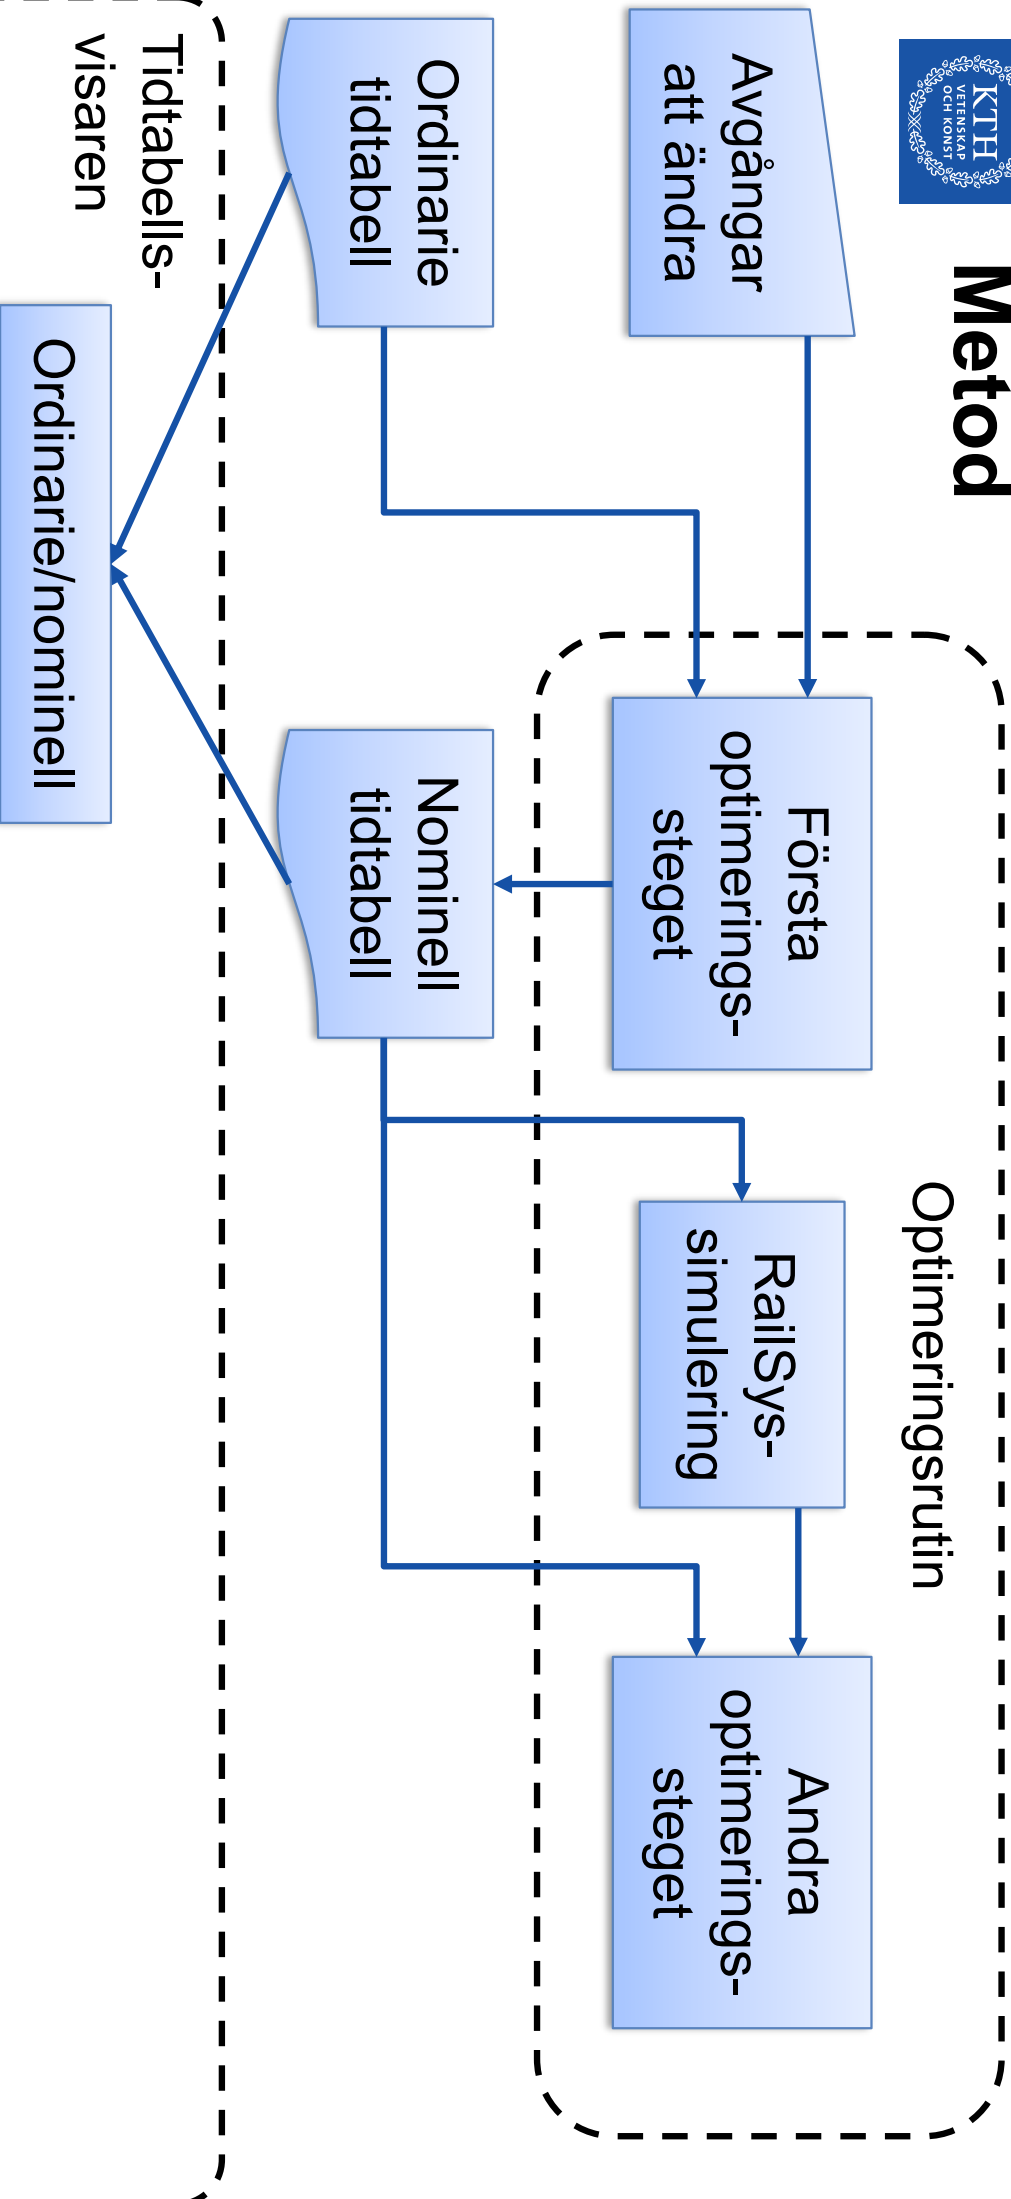 KTH
VETENSKAP
OCH KONST
Metod
Optimeringsrutin
Avgångar
att ändra
Första
optimerings-
steget
RailSys-
simulering
Andra
optimerings-
steget
Ordinarie
tidtabell
Nominell
tidtabell
Tidtabells-
visaren
Ordinarie/nominell